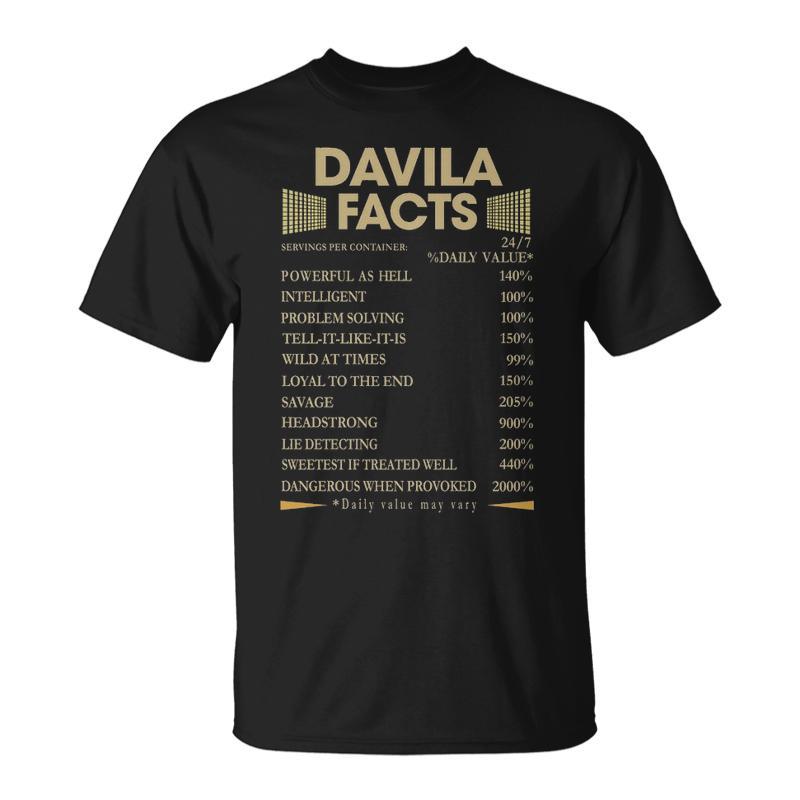 DAVILA
FACTS
SERVINGS PER CONTAINER: 24/7
%DAILY VALUE*
POWERFUL AS HELL 140%
INTELLIGENT 100%
PROBLEM SOLVING 100%
TELL-IT-LIKE-IT-IS 150%
WILD AT TIMES 99%
LOYAL TO THE END 150%
SAVAGE 205%
HEADSTRONG 900%
LIE DETECTING 200%
SWEETEST IF TREATED WELL 440%
DANGEROUS WHEN PROVOKED 2000%
*Daily value may vary